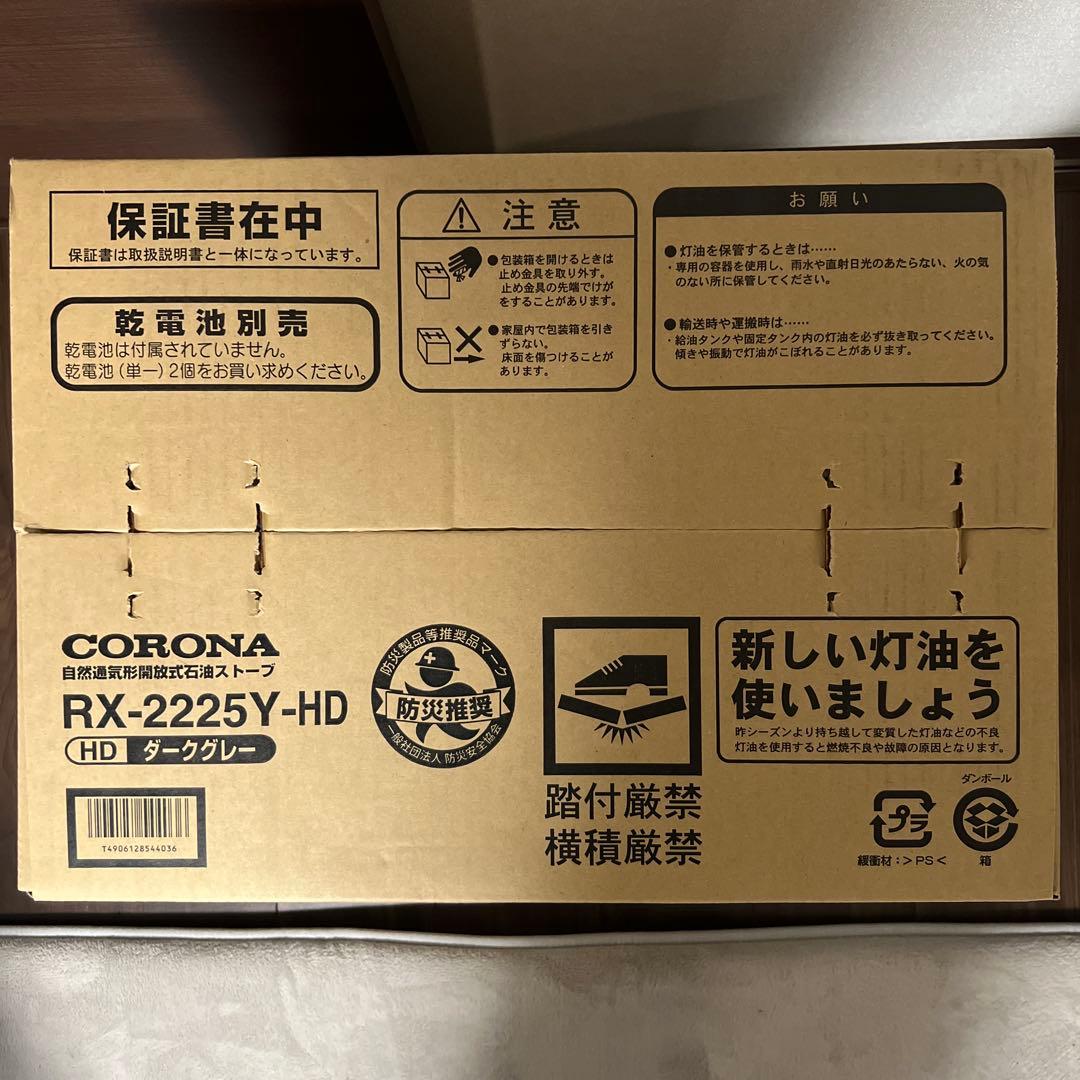 保証書在中
保証書は取扱説明書と一体になっています。
乾電池別売
乾電池は付属されていません。
乾電池(単一)2個をお買い求めください。
注意
●包装箱を開けるときは
止め金具を取り外す。
止め金具の先端でけが
をすることがあります。
●家屋内で包装箱を引き
ずらない。
床面を傷つけることが
あります。
お願い
●灯油を保管するときは……
・専用の容器を使用し、雨水や直射日光のあたらない、火の気
のない所に保管してください。
●輸送時や運搬時は……
・給油タンクや固定タンク内の灯油を必ず抜き取ってください。
傾きや振動で灯油がこぼれることがあります。
CORONA
自然通気形開放式石油ストーブ
RX-2225Y-HD
HD ダークグレー
T4906128544036
防災製品等推奨品マーク
防災推奨
一般社団法人 防災安全協会
踏付厳禁
横積厳禁
新しい灯油を
使いましょう
昨シーズンより持ち越して変質した灯油などの不良
灯油を使用すると燃焼不良や故障の原因となります。
プラ
緩衝材:>PS<
ダンボール
箱